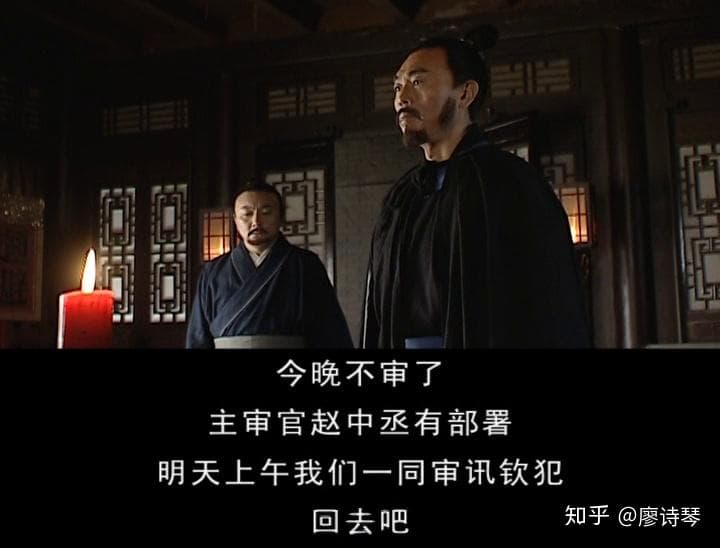 今晚不审了
主审官赵中丞有部署
明天上午我们一同审讯钦犯
回去吧
知乎 @廖诗琴